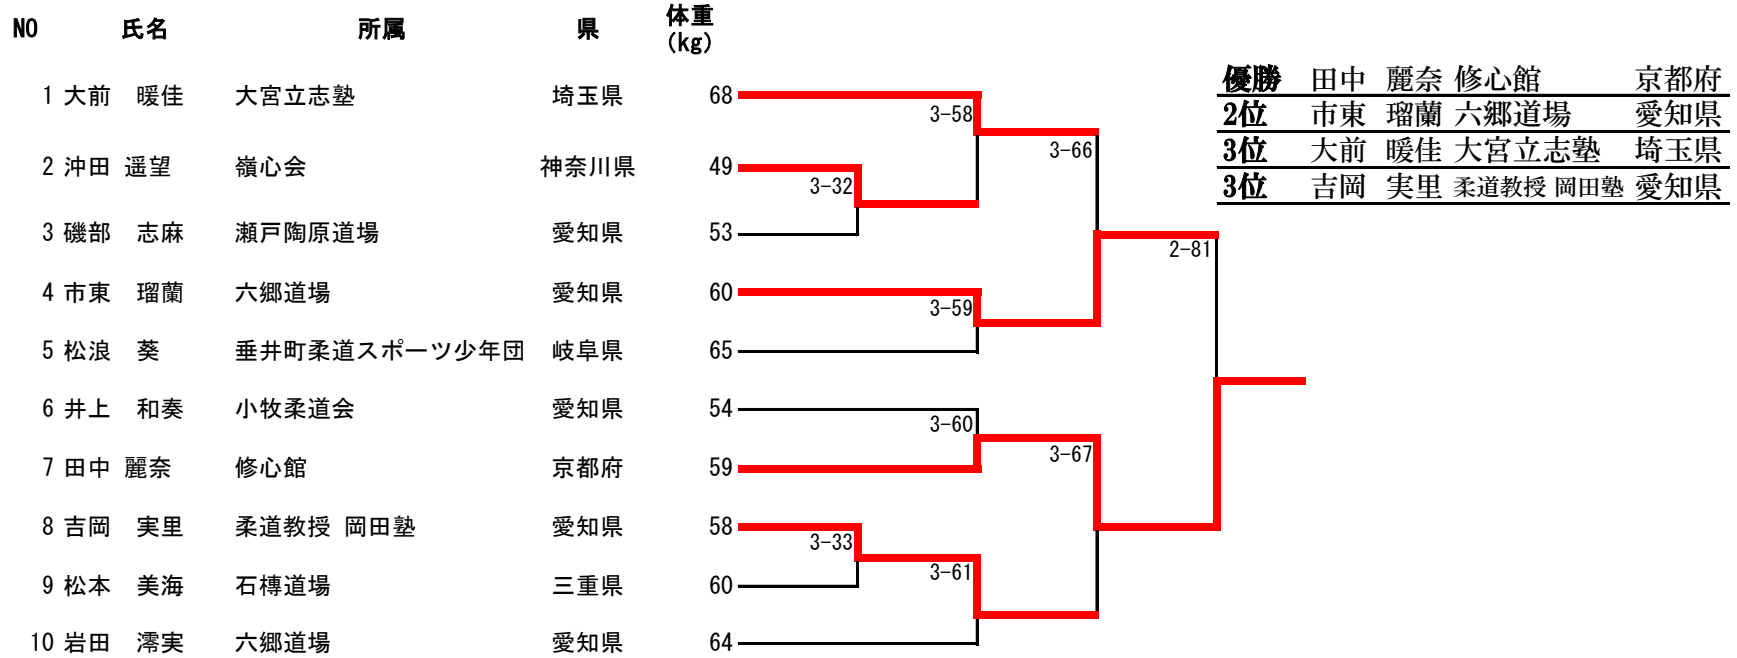 NO 氏名 所属 県 体重(kg)
1 大前 暖佳 大宮立志塾 埼玉県 68
2 沖田 遥望 嶺心会 神奈川県 49
3 磯部 志麻 瀬戸陶原道場 愛知県 53
4 市東 瑠蘭 六郷道場 愛知県 60
5 松浪 葵 垂井町柔道スポーツ少年団 岐阜県 65
6 井上 和奏 小牧柔道会 愛知県 54
7 田中 麗奈 修心館 京都府 59
8 吉岡 実里 柔道教授 岡田塾 愛知県 58
9 松本 美海 石槫道場 三重県 60
10 岩田 澪実 六郷道場 愛知県 64
3-32
3-33
3-58
3-59
3-60
3-61
3-66
3-67
2-81
優勝 田中 麗奈 修心館 京都府
2位 市東 瑠蘭 六郷道場 愛知県
3位 大前 暖佳 大宮立志塾 埼玉県
3位 吉岡 実里 柔道教授 岡田塾 愛知県